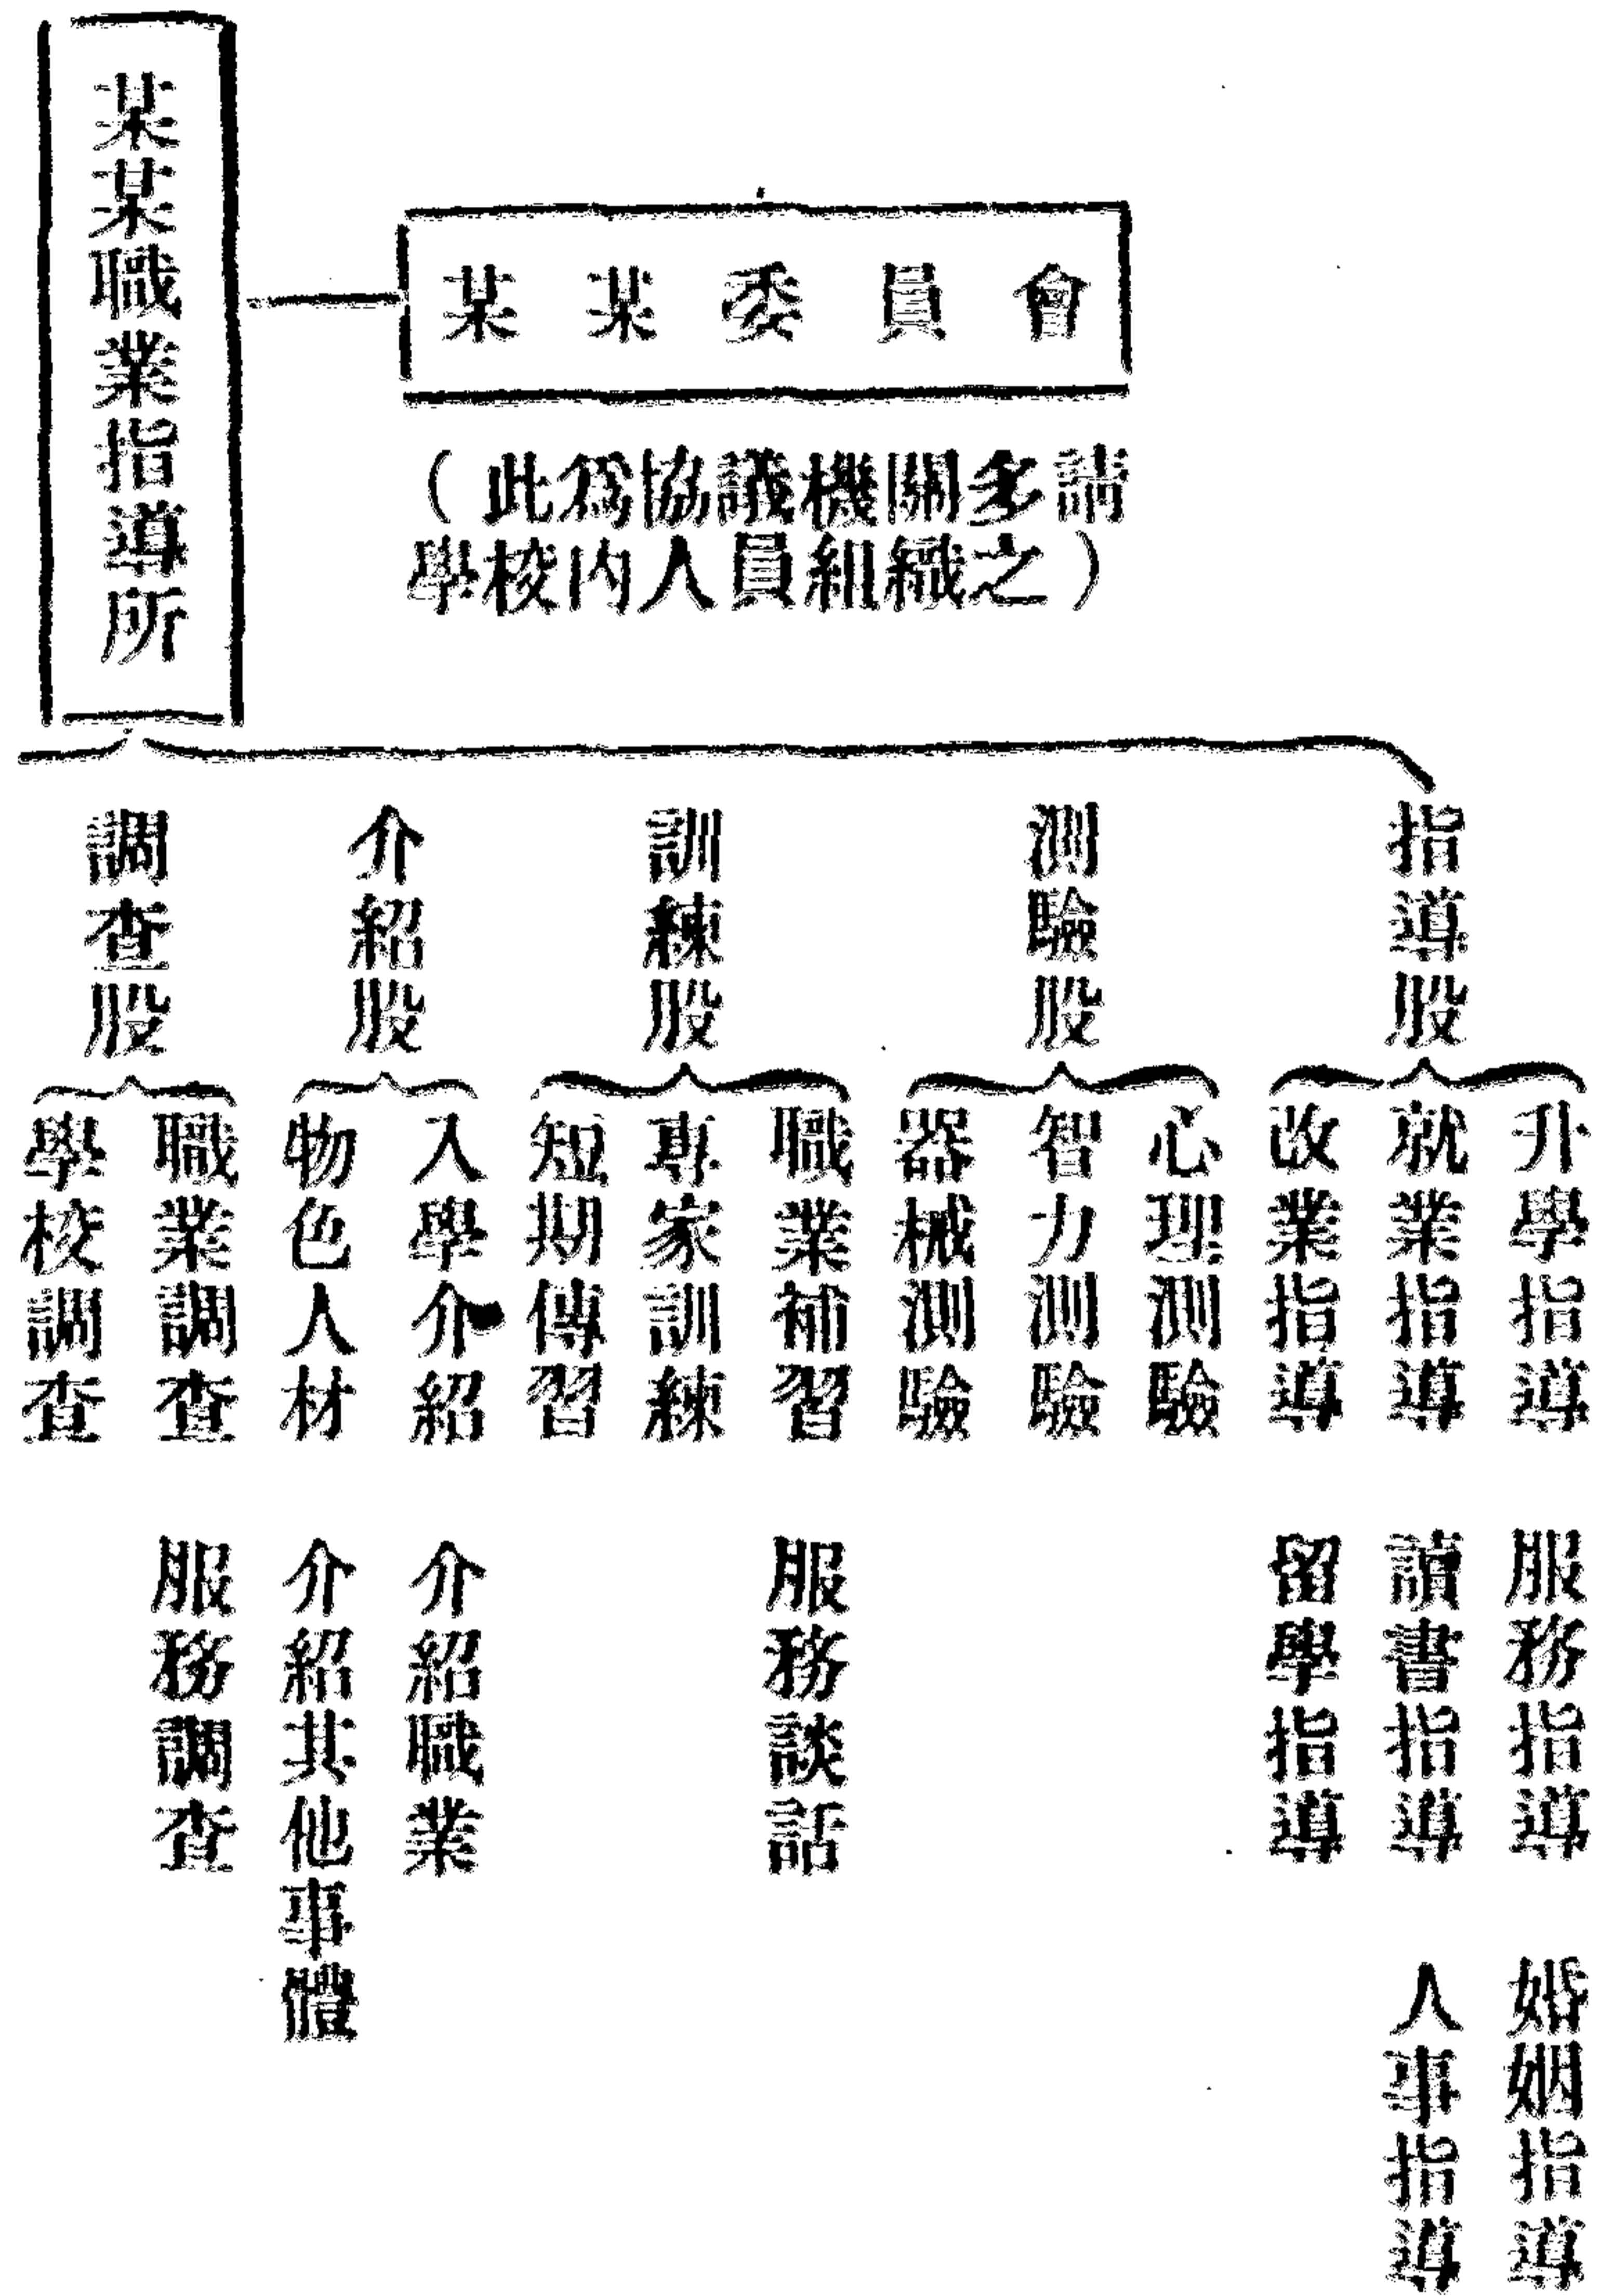 某某職業指導所
某某委員會
（此爲協議機關多請
學校內人員組織之）
指導股
升學指導
就業指導
改業指導
服務指導
讀書指導
留學指導
婚姻指導
人事指導
測驗股
心理測驗
智力測驗
器械測驗
訓練股
職業補習
專家訓練
短期傳習
服務談話
介紹股
入學介紹
物色人材
介紹職業
介紹其他事體
調查股
職業調查
學校調查
服務調查